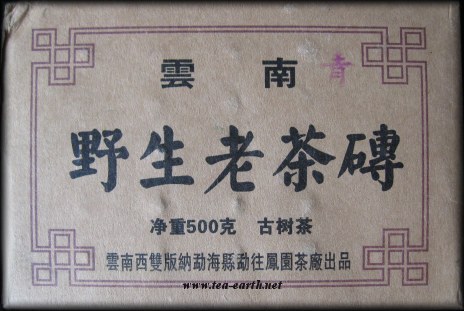 雲南 青
野生老茶磚
净重500克 古树茶
雲南西雙版納勐海縣勐往鳳園茶廠出品
www.tea-earth.net